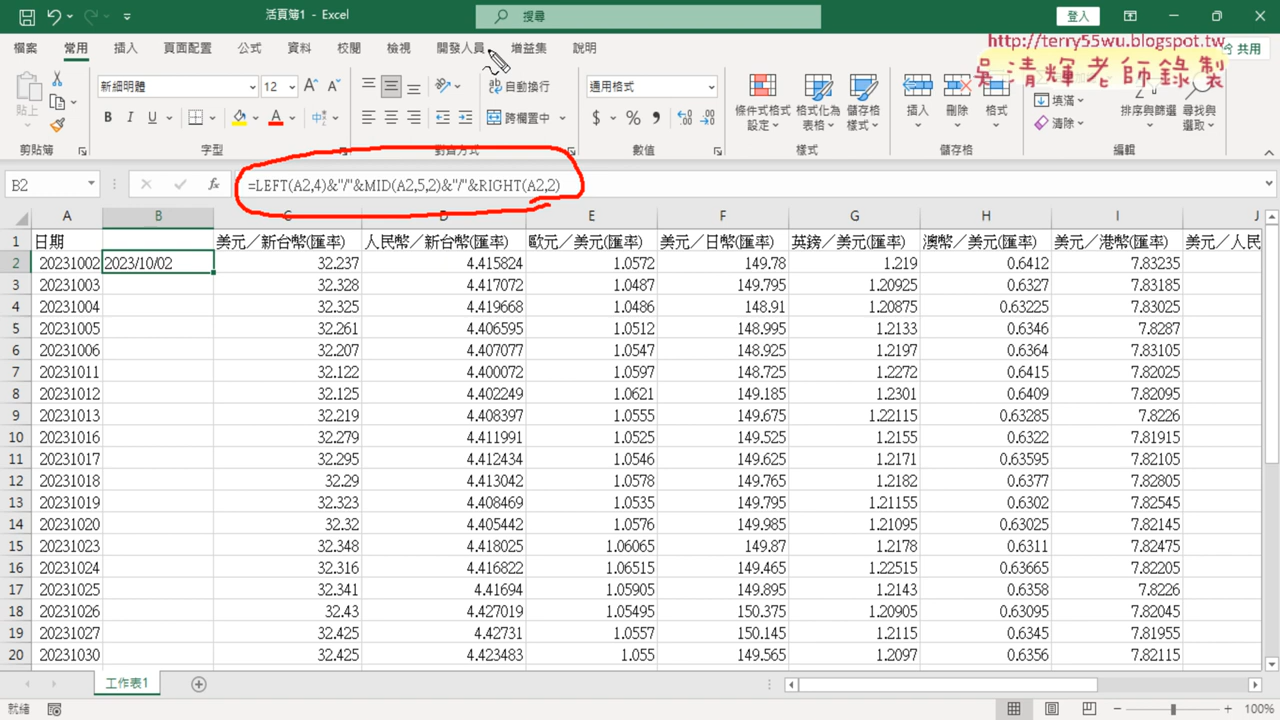 活頁簿1 - Excel
搜尋
登入
檔案 常用 插入 頁面配置 公式 資料 校閱 檢視 開發人員 增益集 說明
共用
http://terry55wu.blogspot.tw
吳清輝老師錄製
貼上
新細明體 12
自動換行
通用格式
條件式格式設定
格式化為表格
儲存格樣式
插入 刪除 格式
填滿
清除
排序與篩選 尋找與選取
B I U
跨欄置中
$ % 9
剪貼簿 字型 對齊方式 數值 樣式 儲存格 編輯
B2 fx =LEFT(A2,4)&"/"&MID(A2,5,2)&"/"&RIGHT(A2,2)
A B C D E F G H I J
1 日期 美元／新台幣(匯率) 人民幣／新台幣(匯率) 歐元／美元(匯率) 美元／日幣(匯率) 英鎊／美元(匯率) 澳幣／美元(匯率) 美元／港幣(匯率) 美元／人民
2 20231002 2023/10/02 32.237 4.415824 1.0572 149.78 1.219 0.6412 7.83235
3 20231003 32.328 4.417072 1.0487 149.795 1.20925 0.6327 7.83185
4 20231004 32.325 4.419668 1.0486 148.91 1.20875 0.63225 7.83025
5 20231005 32.261 4.406595 1.0512 148.995 1.2133 0.6346 7.8287
6 20231006 32.207 4.407077 1.0547 148.925 1.2197 0.6364 7.83105
7 20231011 32.122 4.400072 1.0597 148.725 1.2272 0.6415 7.82025
8 20231012 32.125 4.402249 1.0621 149.185 1.2301 0.6409 7.82095
9 20231013 32.219 4.408397 1.0555 149.675 1.22115 0.63285 7.8226
10 20231016 32.279 4.411991 1.0525 149.525 1.2155 0.6322 7.81915
11 20231017 32.295 4.412434 1.0546 149.625 1.2171 0.63595 7.82105
12 20231018 32.29 4.413042 1.0578 149.765 1.2182 0.6377 7.82805
13 20231019 32.323 4.408469 1.0535 149.795 1.21155 0.6302 7.82545
14 20231020 32.32 4.405442 1.0576 149.985 1.21095 0.63025 7.82145
15 20231023 32.348 4.418025 1.06065 149.87 1.2178 0.6311 7.82475
16 20231024 32.316 4.416822 1.06515 149.465 1.22515 0.63665 7.82205
17 20231025 32.341 4.41694 1.05905 149.895 1.2143 0.6358 7.8226
18 20231026 32.43 4.427019 1.05495 150.375 1.20905 0.63095 7.82045
19 20231027 32.425 4.42731 1.0557 150.145 1.2115 0.6345 7.81955
20 20231030 32.425 4.423483 1.055 149.565 1.2097 0.6356 7.82115
工作表1
就緒
100%